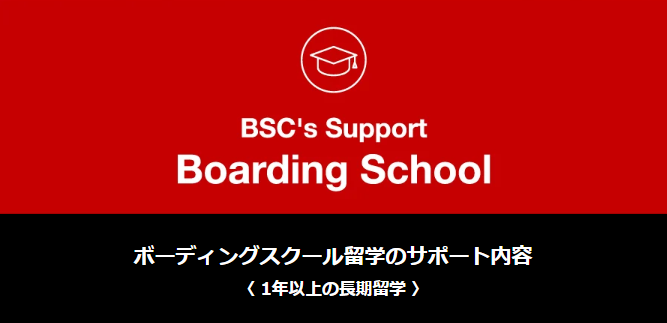 BSC's Support
Boarding School
ボーディングスクール留学のサポート内容
〈 1年以上の長期留学 〉